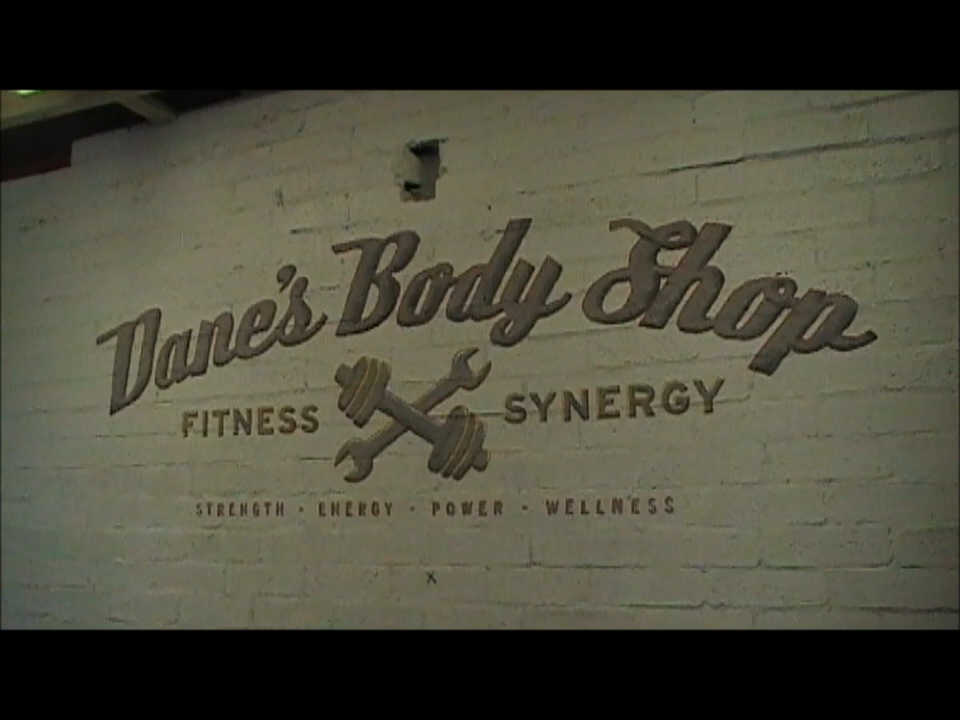 Dane's Body Shop
FITNESS SYNERGY
STRENGTH · ENERGY · POWER · WELLNESS
x